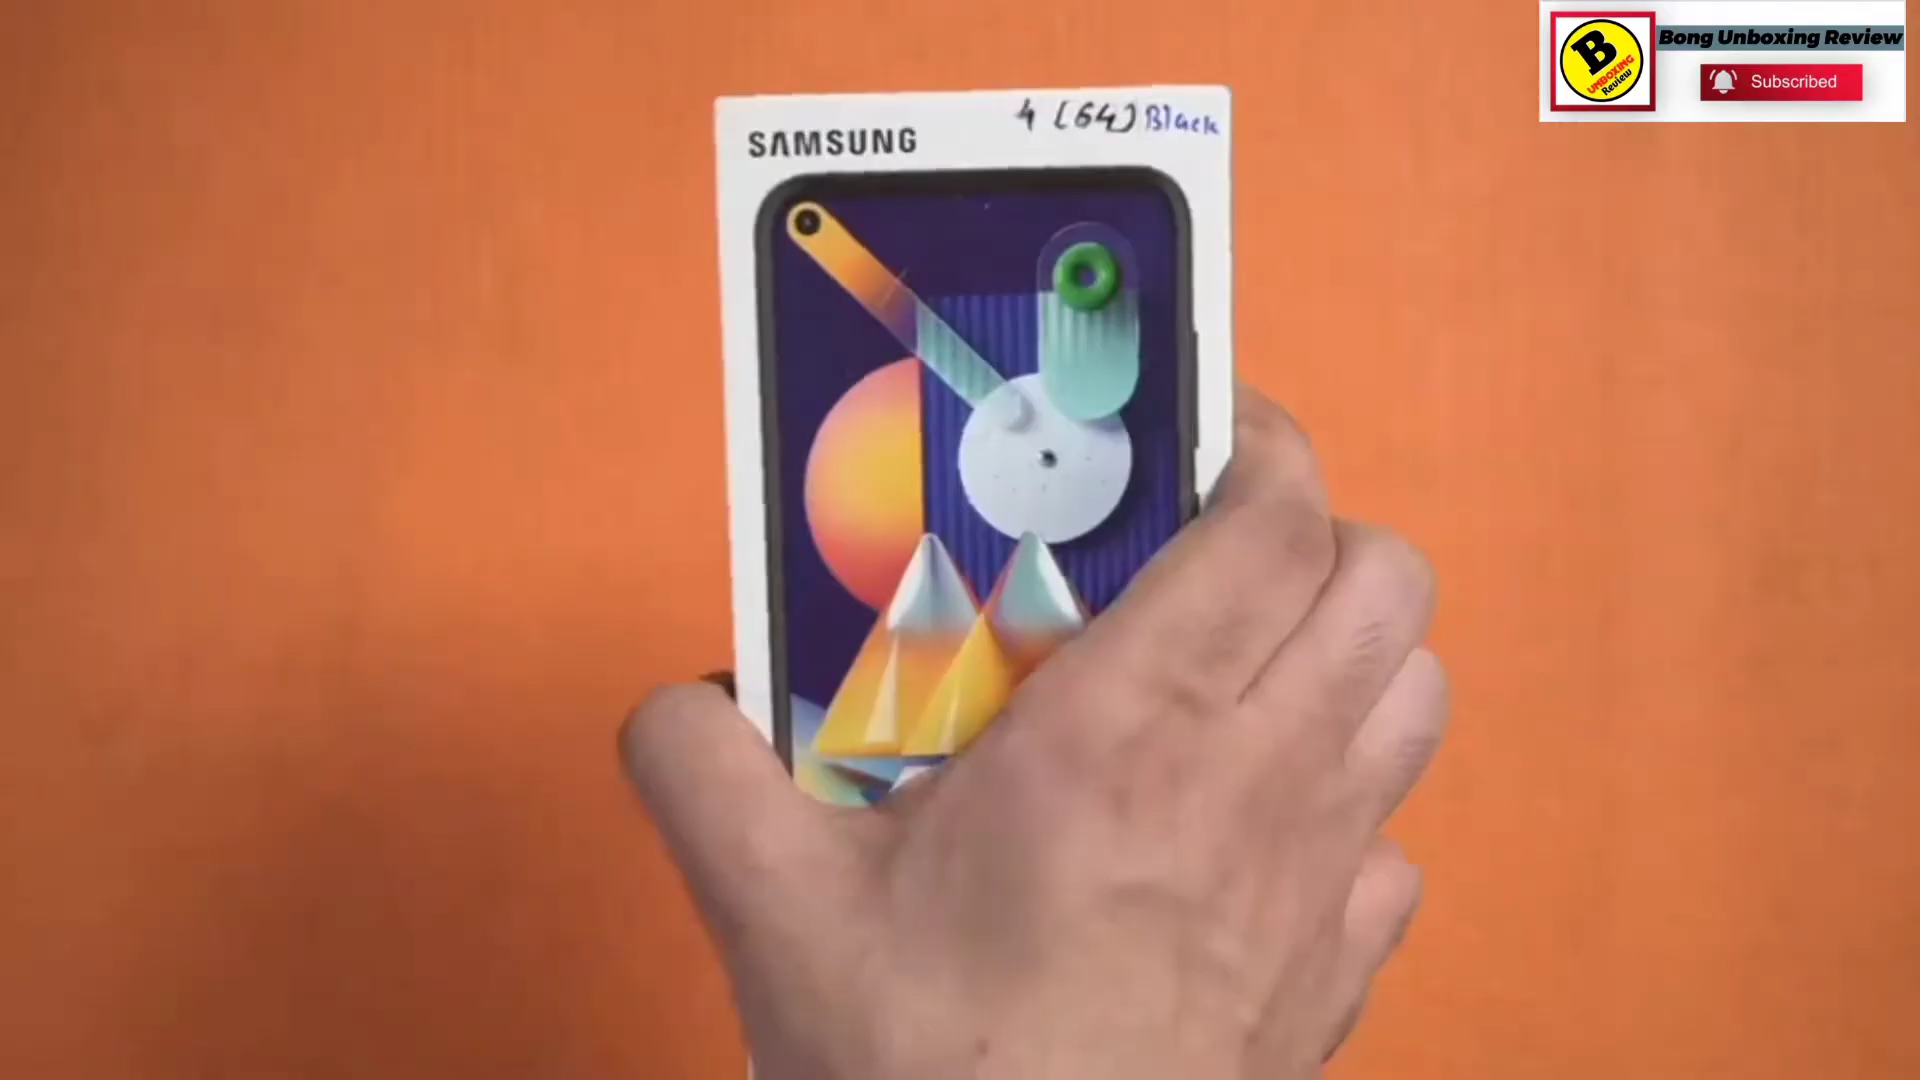 SAMSUNG
4 (64) Black
B
UNBOXING
Review
Bong Unboxing Review
Subscribed